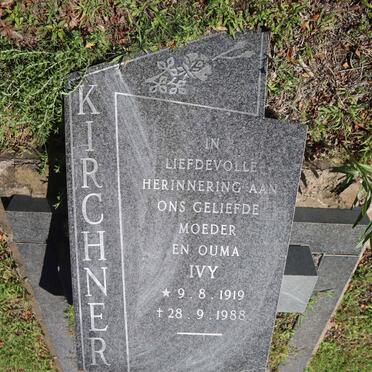 KIRCHNER
IN
LIEFDEVOLLE
HERINNERING AAN
ONS GELIEFDE
MOEDER
EN OUMA
IVY
★ 9.8.1919
† 28.9.1988